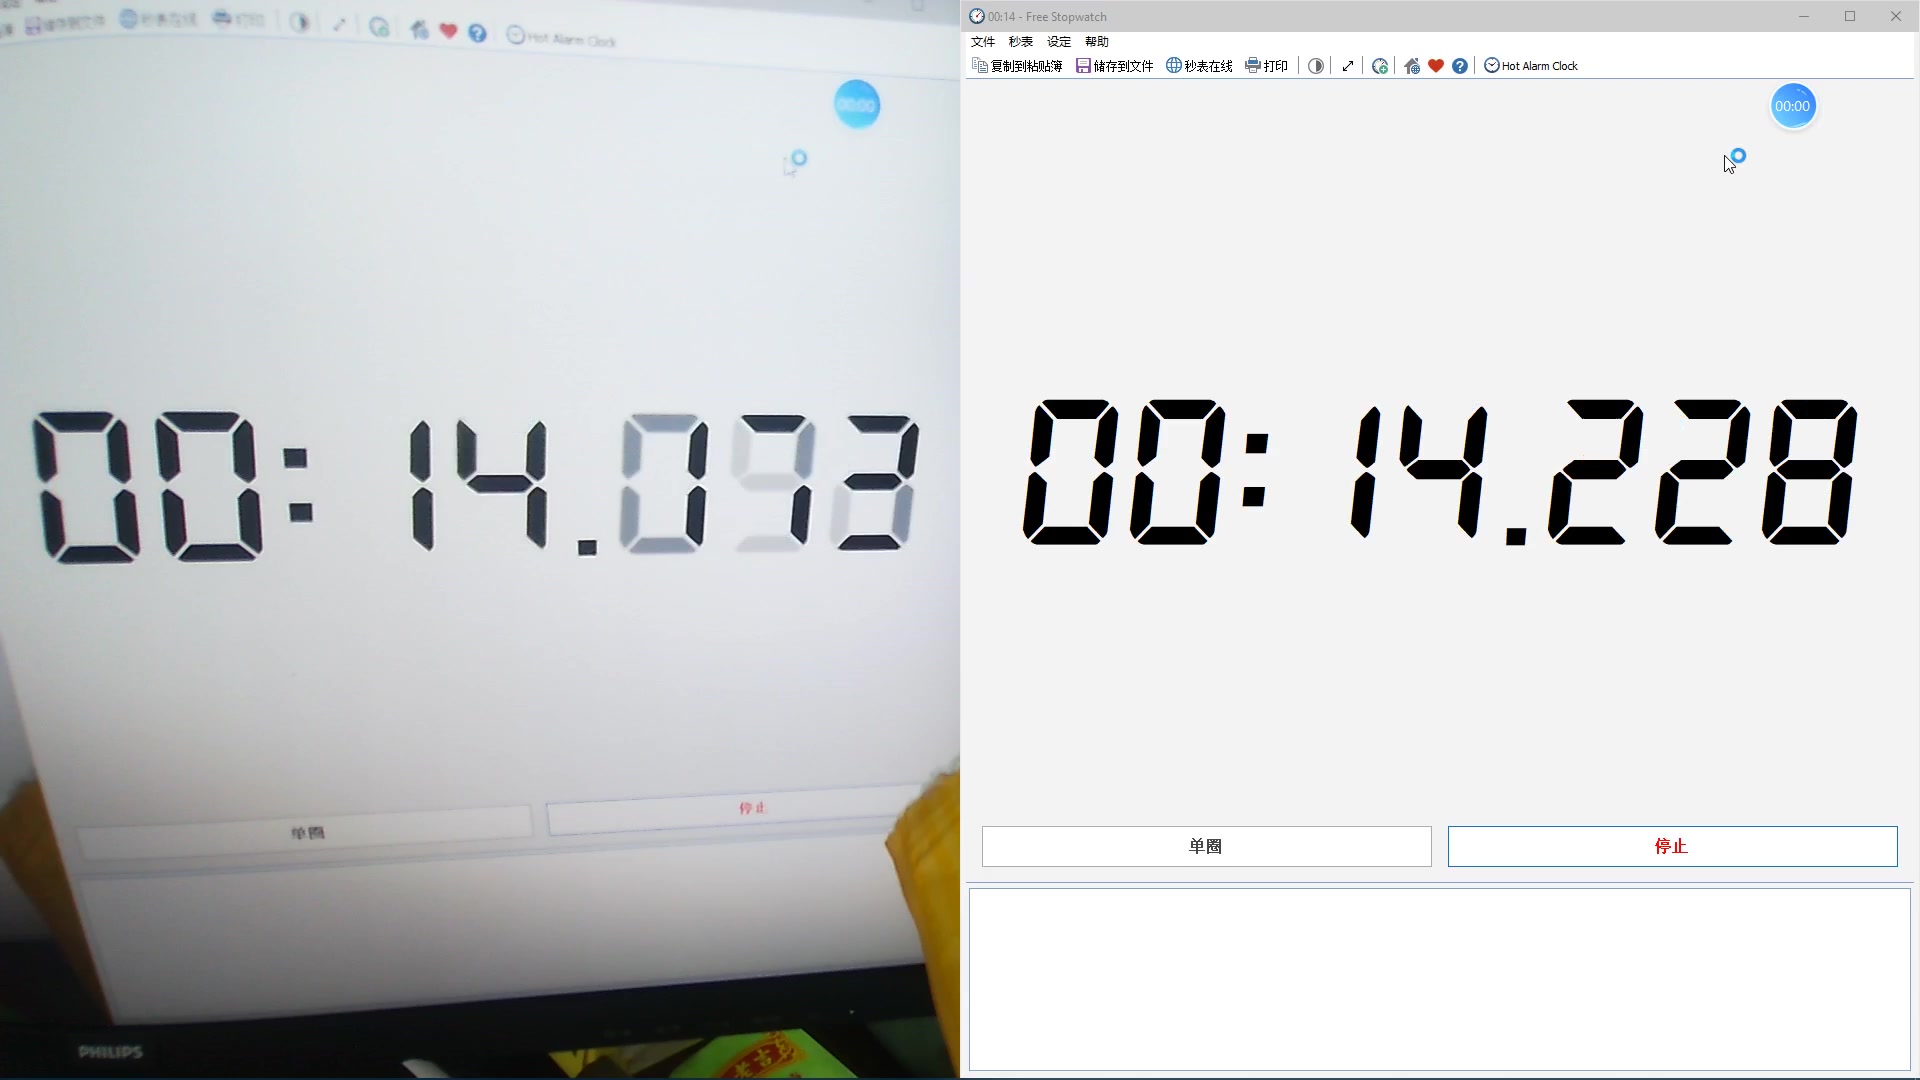 储存到文件 秒表在线 打印 Hot Alarm Clock
00:00
00:14.
单圈 停止
PHILIPS
00:14 - Free Stopwatch
文件 秒表 设定 帮助
复制到粘贴簿 储存到文件 秒表在线 打印 Hot Alarm Clock
00:00
00:14.228
单圈 停止